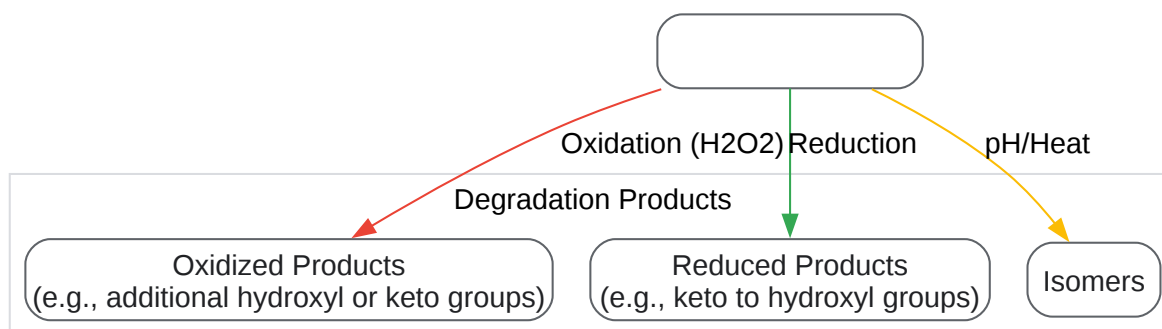 Oxidation (H2O2)
Reduction
pH/Heat
Degradation Products
Oxidized Products
(e.g., additional hydroxyl or keto groups)
Reduced Products
(e.g., keto to hydroxyl groups)
Isomers